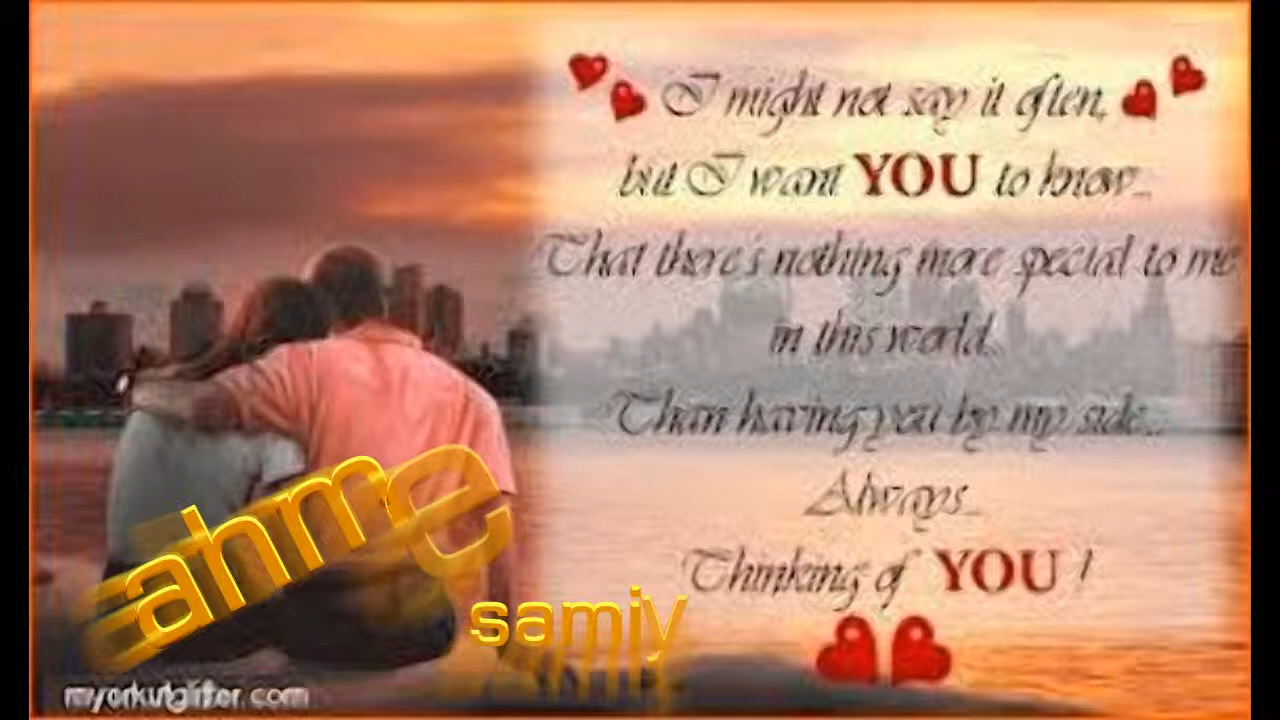 I might not say it often,
but I want YOU to know...
That there's nothing more special to me
in this world.
Than having you by my side...
Always...
Thinking of YOU !
ahme
samiy
myorkutglitter.com